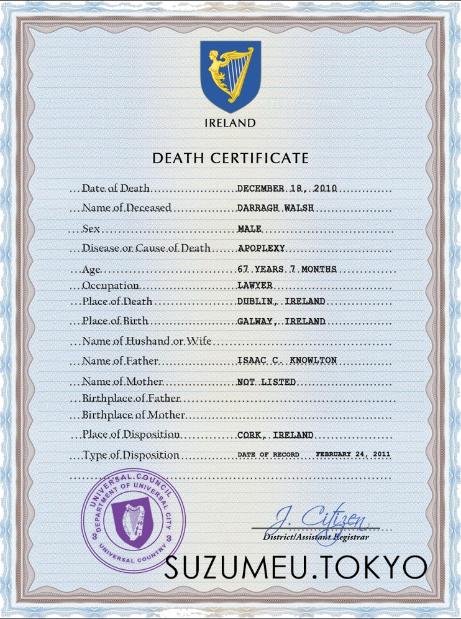 IRELAND
DEATH CERTIFICATE
Date of Death DECEMBER 18, 2010
Name of Deceased DARRAGH WALSH
Sex MALE
Disease or Cause of Death APOPLEXY
Age 67 YEARS 7 MONTHS
Occupation LAWYER
Place of Death DUBLIN, IRELAND
Place of Birth GALWAY, IRELAND
Name of Husband or Wife
Name of Father ISAAC C. KNOWLTON
Name of Mother NOT LISTED
Birthplace of Father
Birthplace of Mother
Place of Disposition CORK, IRELAND
Type of Disposition DATE OF RECORD FEBRUARY 24, 2011
UNIVERSAL COUNCIL
DEPARTMENT OF UNIVERSAL CITY
UNIVERSAL COUNTRY
J. Citizen
District/Assistant Registrar
SUZUMEU.TOKYO